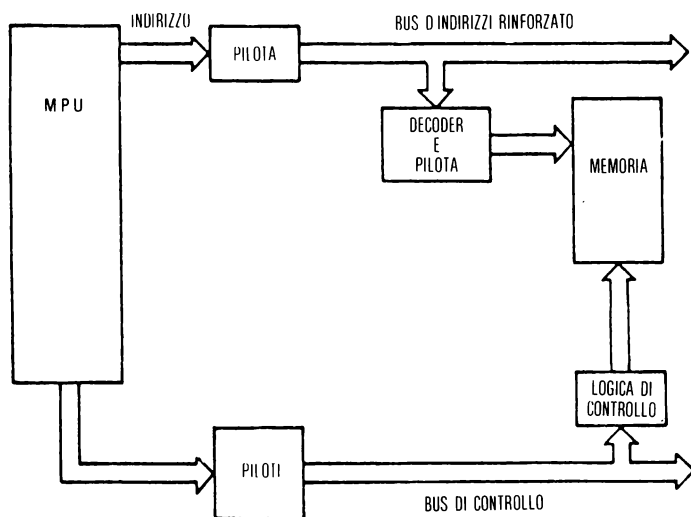 INDIRIZZO
BUS D INDIRIZZI RINFORZATO
PILOTA
MPU
DECODER
E
PILOTA
MEMORIA
LOGICA DI
CONTROLLO
PILOTI
BUS DI CONTROLLO